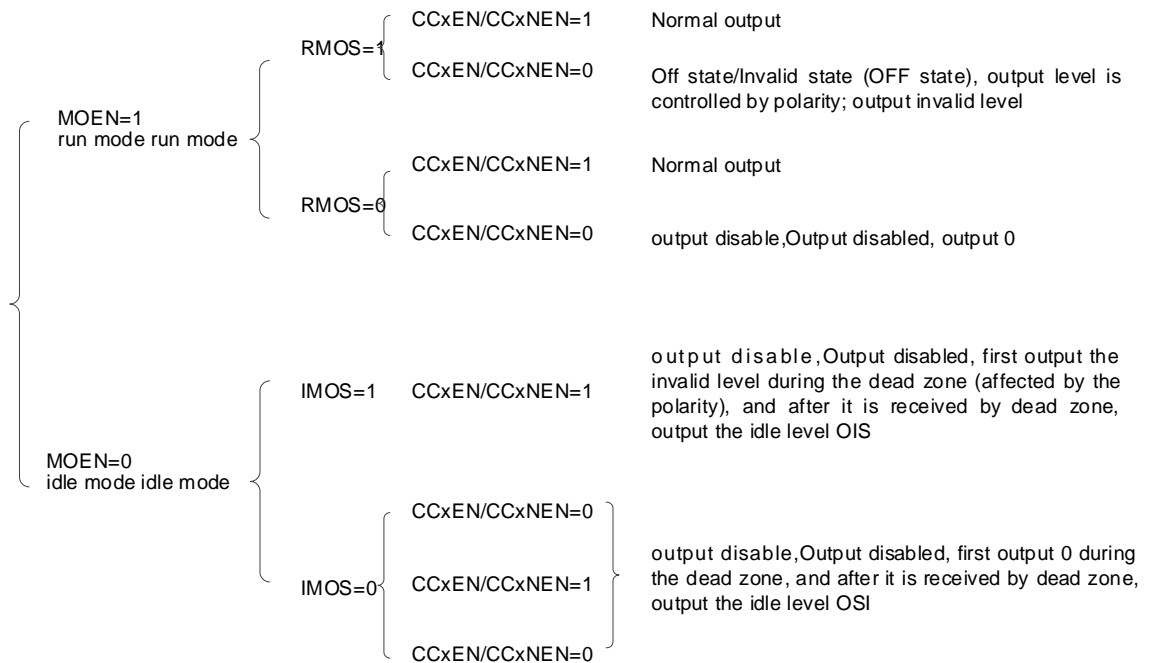 CCxEN/CCxNEN=1 Normal output
RMOS=1
CCxEN/CCxNEN=0 Off state/Invalid state (OFF state), output level is
controlled by polarity; output invalid level
MOEN=1
run mode run mode
CCxEN/CCxNEN=1 Normal output
RMOS=0
CCxEN/CCxNEN=0 output disable,Output disabled, output 0
output disable,Output disabled, first output the
invalid level during the dead zone (affected by the
IMOS=1 CCxEN/CCxNEN=1 polarity), and after it is received by dead zone,
output the idle level OIS
MOEN=0
idle mode idle mode
CCxEN/CCxNEN=0
output disable,Output disabled, first output 0 during
IMOS=0 CCxEN/CCxNEN=1 the dead zone, and after it is received by dead zone,
output the idle level OSI
CCxEN/CCxNEN=0